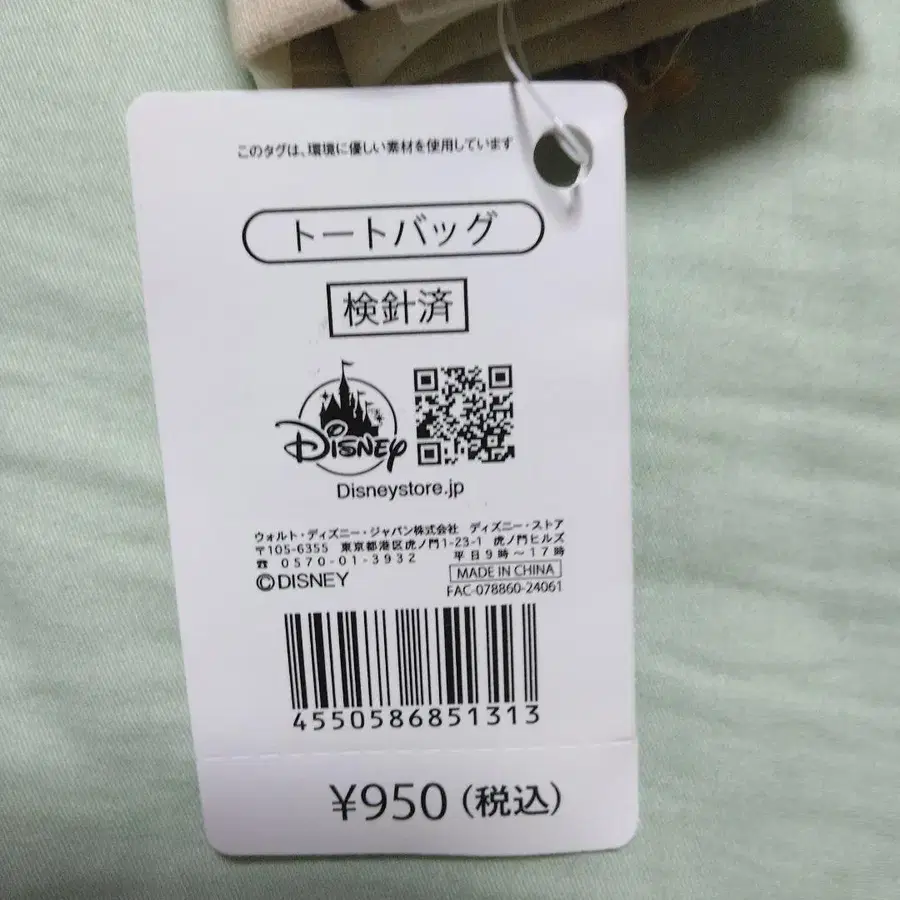 このタグは、環境に優しい素材を使用しています
トートバッグ
検針済
Disney
Disneystore.jp
ウォルト・ディズニー・ジャパン株式会社 ディズニー・ストア
〒105-6355 東京都港区虎ノ門1-23-1 虎ノ門ヒルズ
☎ 0570-01-3932 平日9時〜17時
©DISNEY MADE IN CHINA
FAC-078860-24061
4550586851313
¥950(税込)